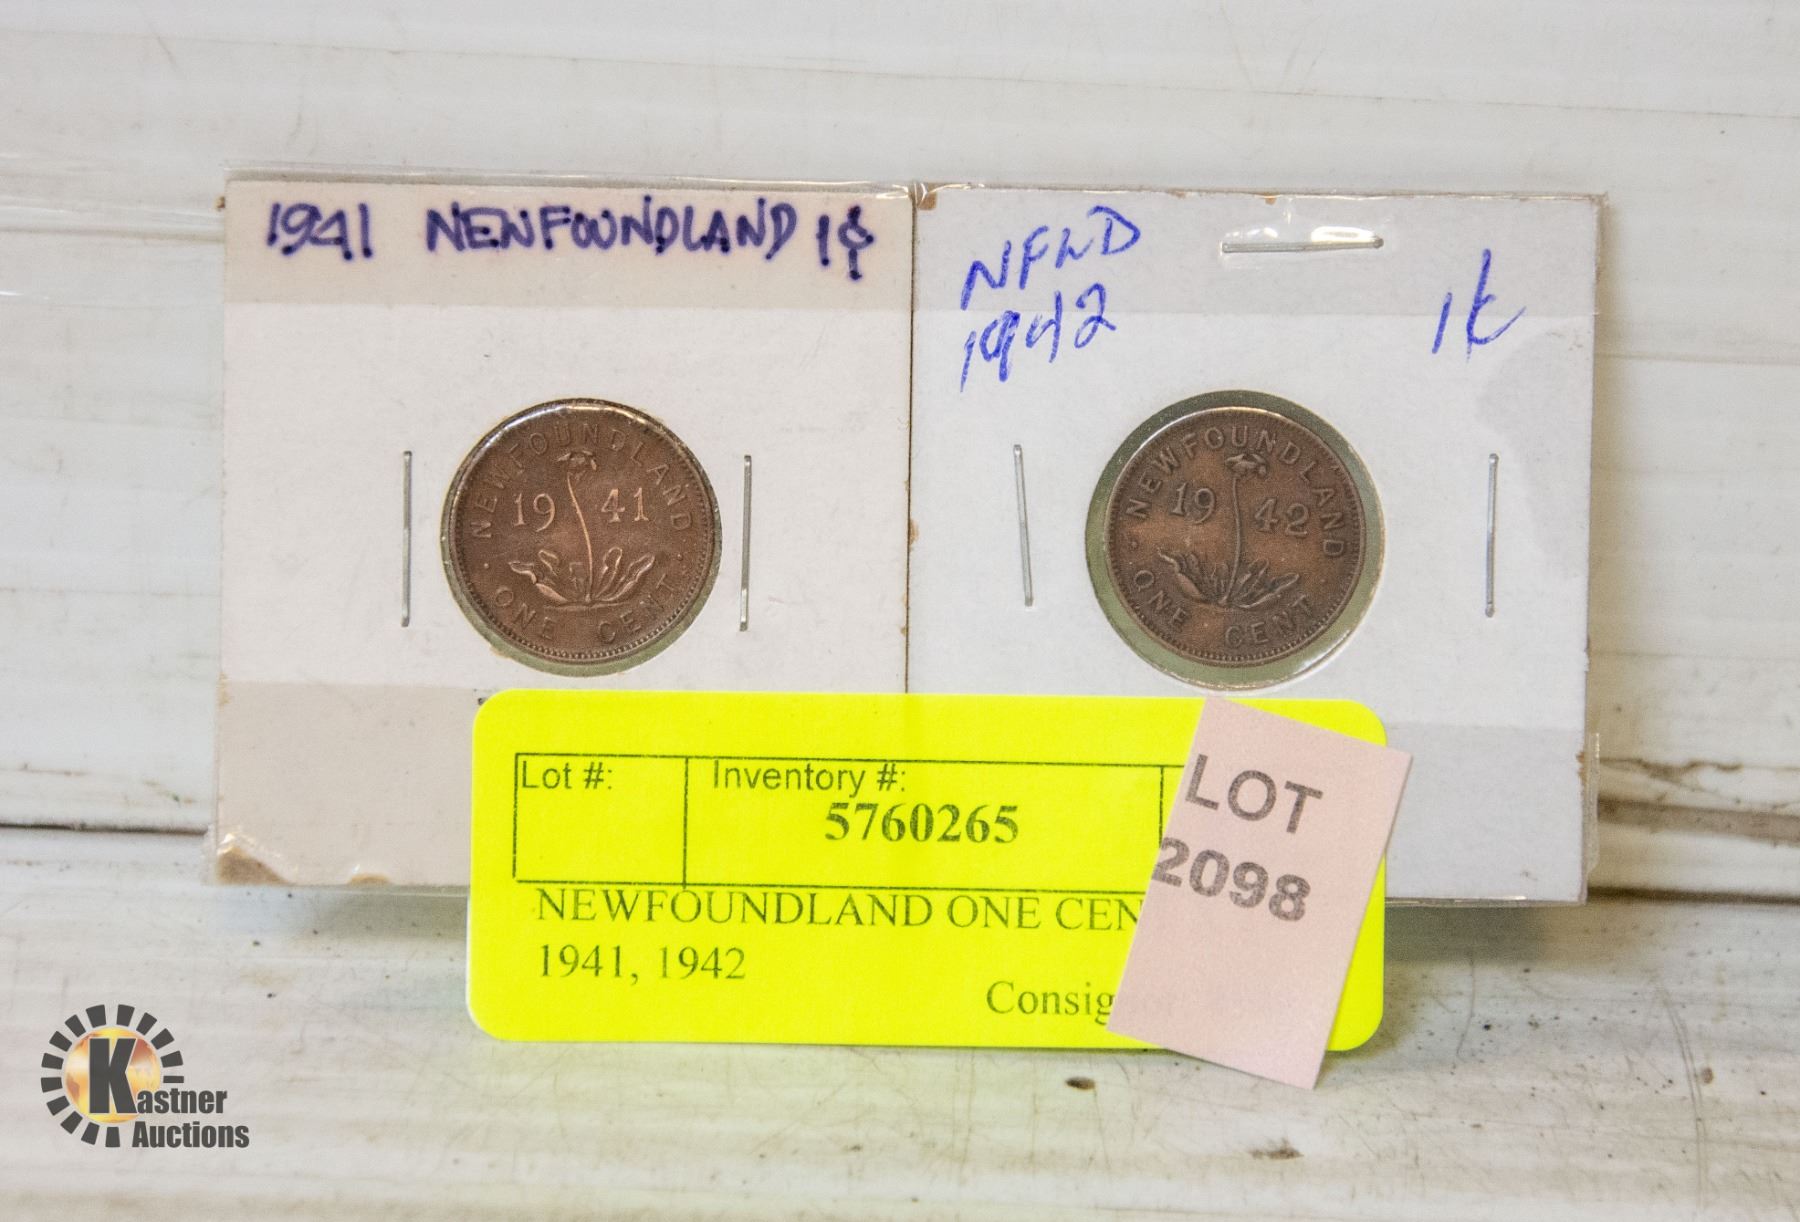 1941 NEWFOUNDLAND 1¢
NFLD
1942
1¢
NEWFOUNDLAND
19 41
ONE CENT
NEWFOUNDLAND
19 42
ONE CENT
Lot #:
Inventory #:
5760265
NEWFOUNDLAND ONE CEN
1941, 1942
Consig
LOT
2098
Kastner
Auctions